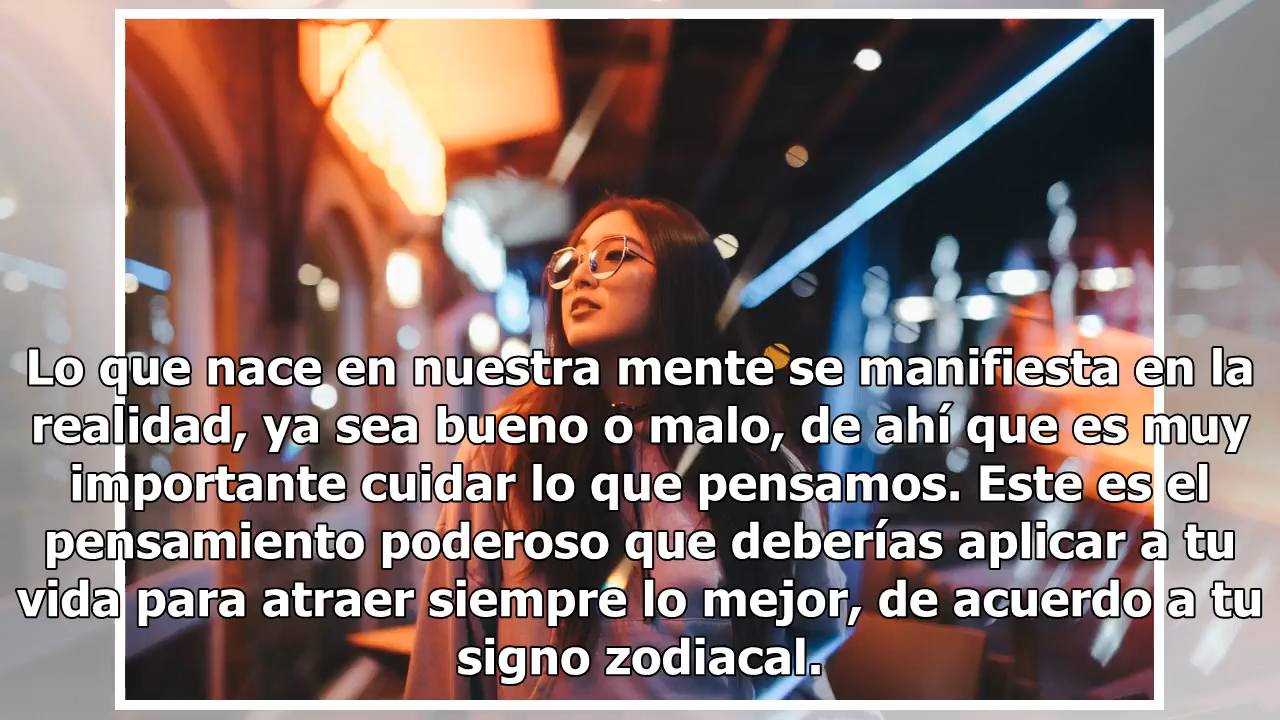 Lo que nace en nuestra mente se manifiesta en la
realidad, ya sea bueno o malo, de ahí que es muy
importante cuidar lo que pensamos. Este es el
pensamiento poderoso que deberías aplicar a tu
vida para atraer siempre lo mejor, de acuerdo a tu
signo zodiacal.